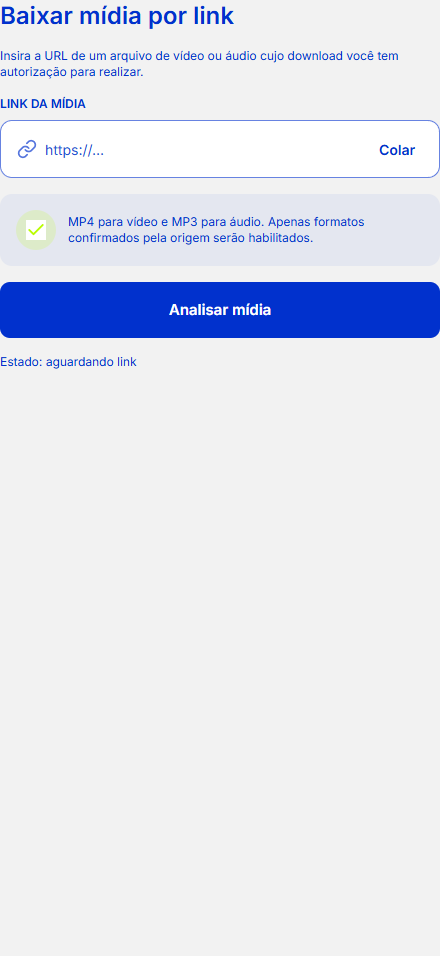 Baixar mídia por link
Insira a URL de um arquivo de vídeo ou áudio cujo download você tem
autorização para realizar.
LINK DA MÍDIA
https://...
Colar
MP4 para vídeo e MP3 para áudio. Apenas formatos
confirmados pela origem serão habilitados.
Analisar mídia
Estado: aguardando link